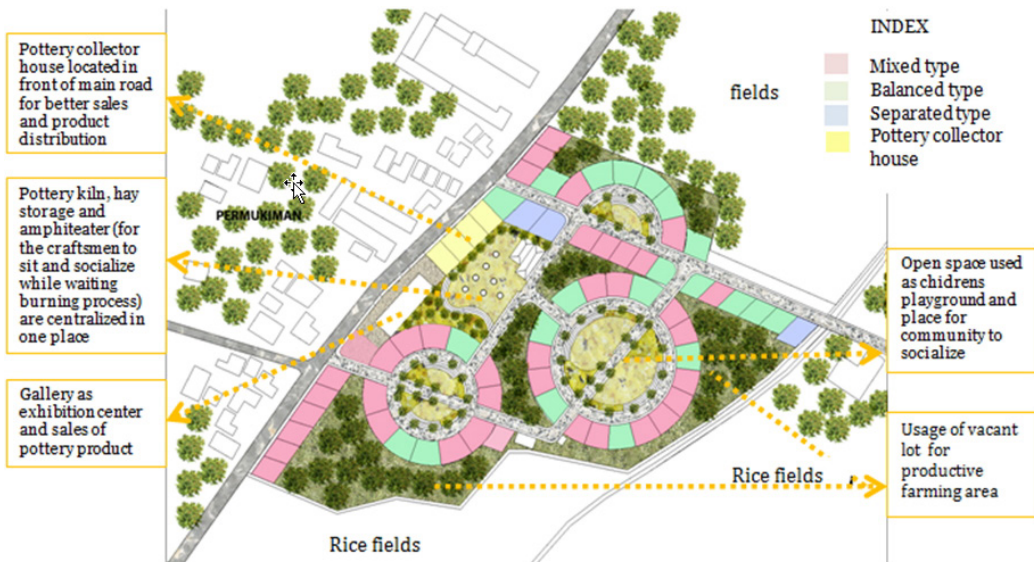 Pottery collector
house located in
front of main road
for better sales
and product
distribution
Pottery kiln, hay
storage and
amphiteater (for
the craftsmen to
sit and socialize
while waiting
burning process)
are centralized in
one place
Gallery as
exhibition center
and sales of
pottery product
PERMUKIMAN
fields
INDEX
Mixed type
Balanced type
Separated type
Pottery collector
house
Open space used
as chidrens
playground and
place for
community to
socialize
Usage of vacant
lot for
productive
farming area
Rice fields
Rice fields